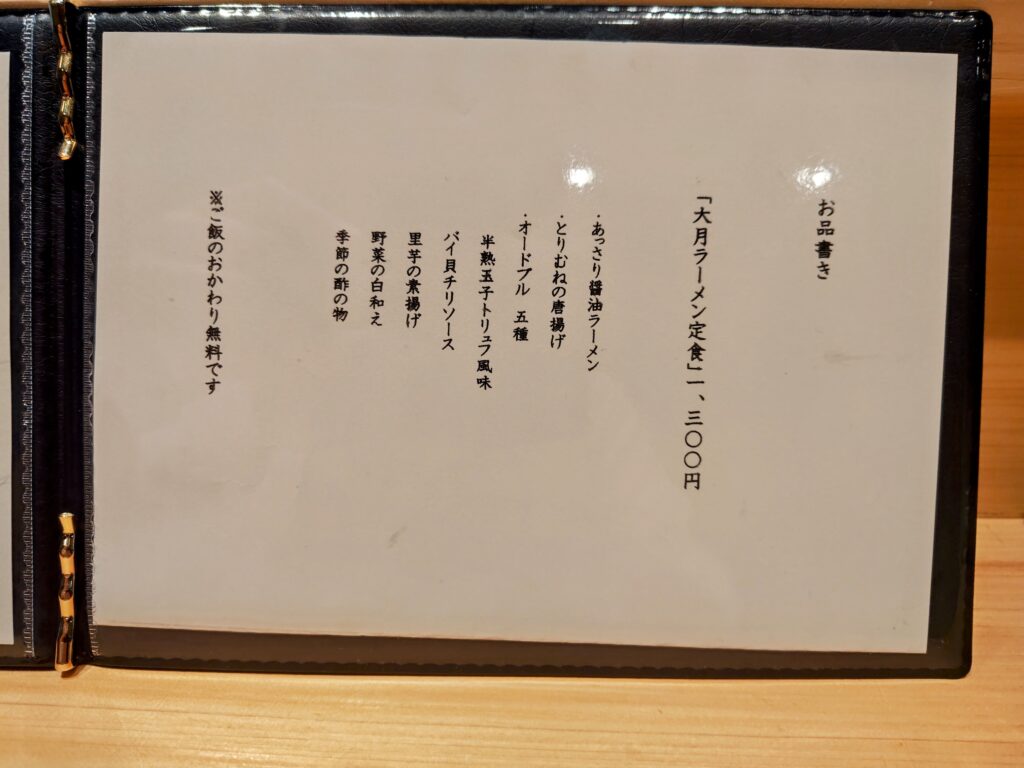 お品書き
「大月ラーメン定食」一、三〇〇円
・あっさり醤油ラーメン
・とりむねの唐揚げ
・オードブル 五種
半熟玉子トリュフ風味
バイ貝チリソース
里芋の素揚げ
野菜の白和え
季節の酢の物
※ご飯のおかわり無料です